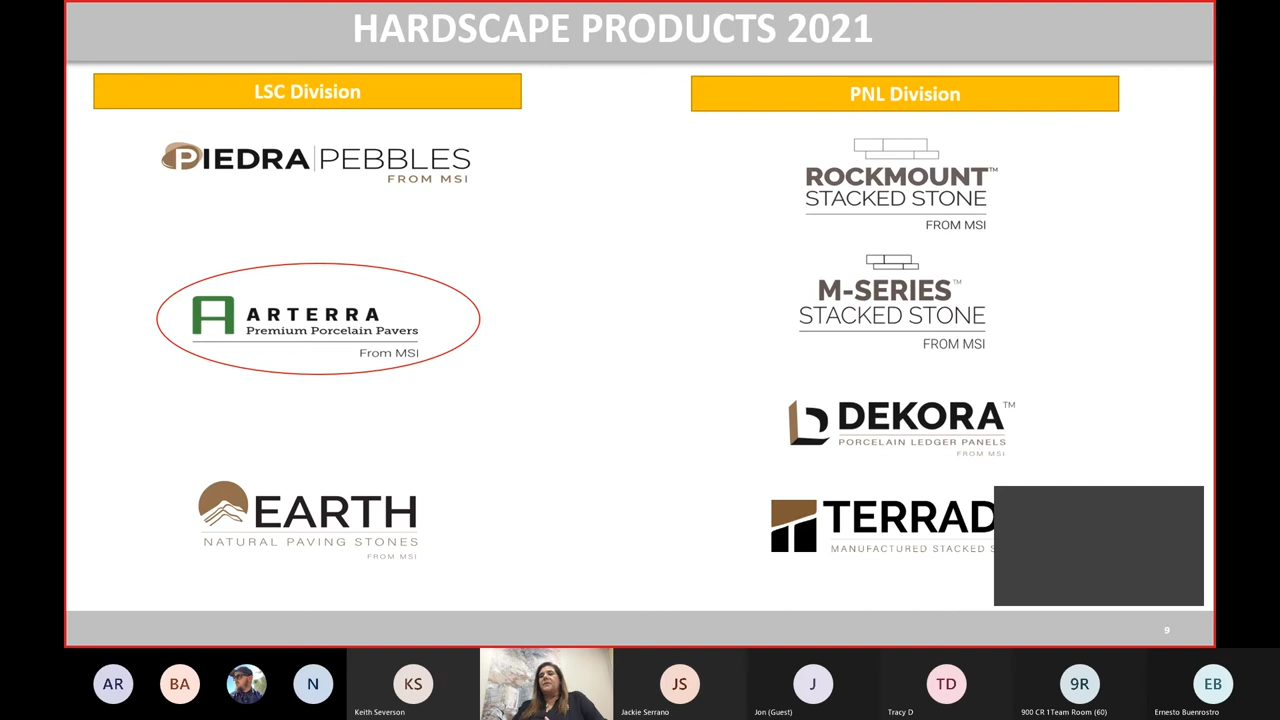 HARDSCAPE PRODUCTS 2021
LSC Division
PIEDRA|PEBBLES
FROM MSI
ARTERRA
Premium Porcelain Pavers
From MSI
EARTH
NATURAL PAVING STONES
FROM MSI
PNL Division
ROCKMOUNT™
STACKED STONE
FROM MSI
M-SERIES™
STACKED STONE
FROM MSI
DEKORA™
PORCELAIN LEDGER PANELS
FROM MSI
TERRAD
MANUFACTURED STACKED S
9
AR
BA
N
KS
Keith Severson
JS
Jackie Serrano
J
Jon (Guest)
TD
Tracy D
9R
900 CR 1Team Room (60)
EB
Ernesto Buenrostro